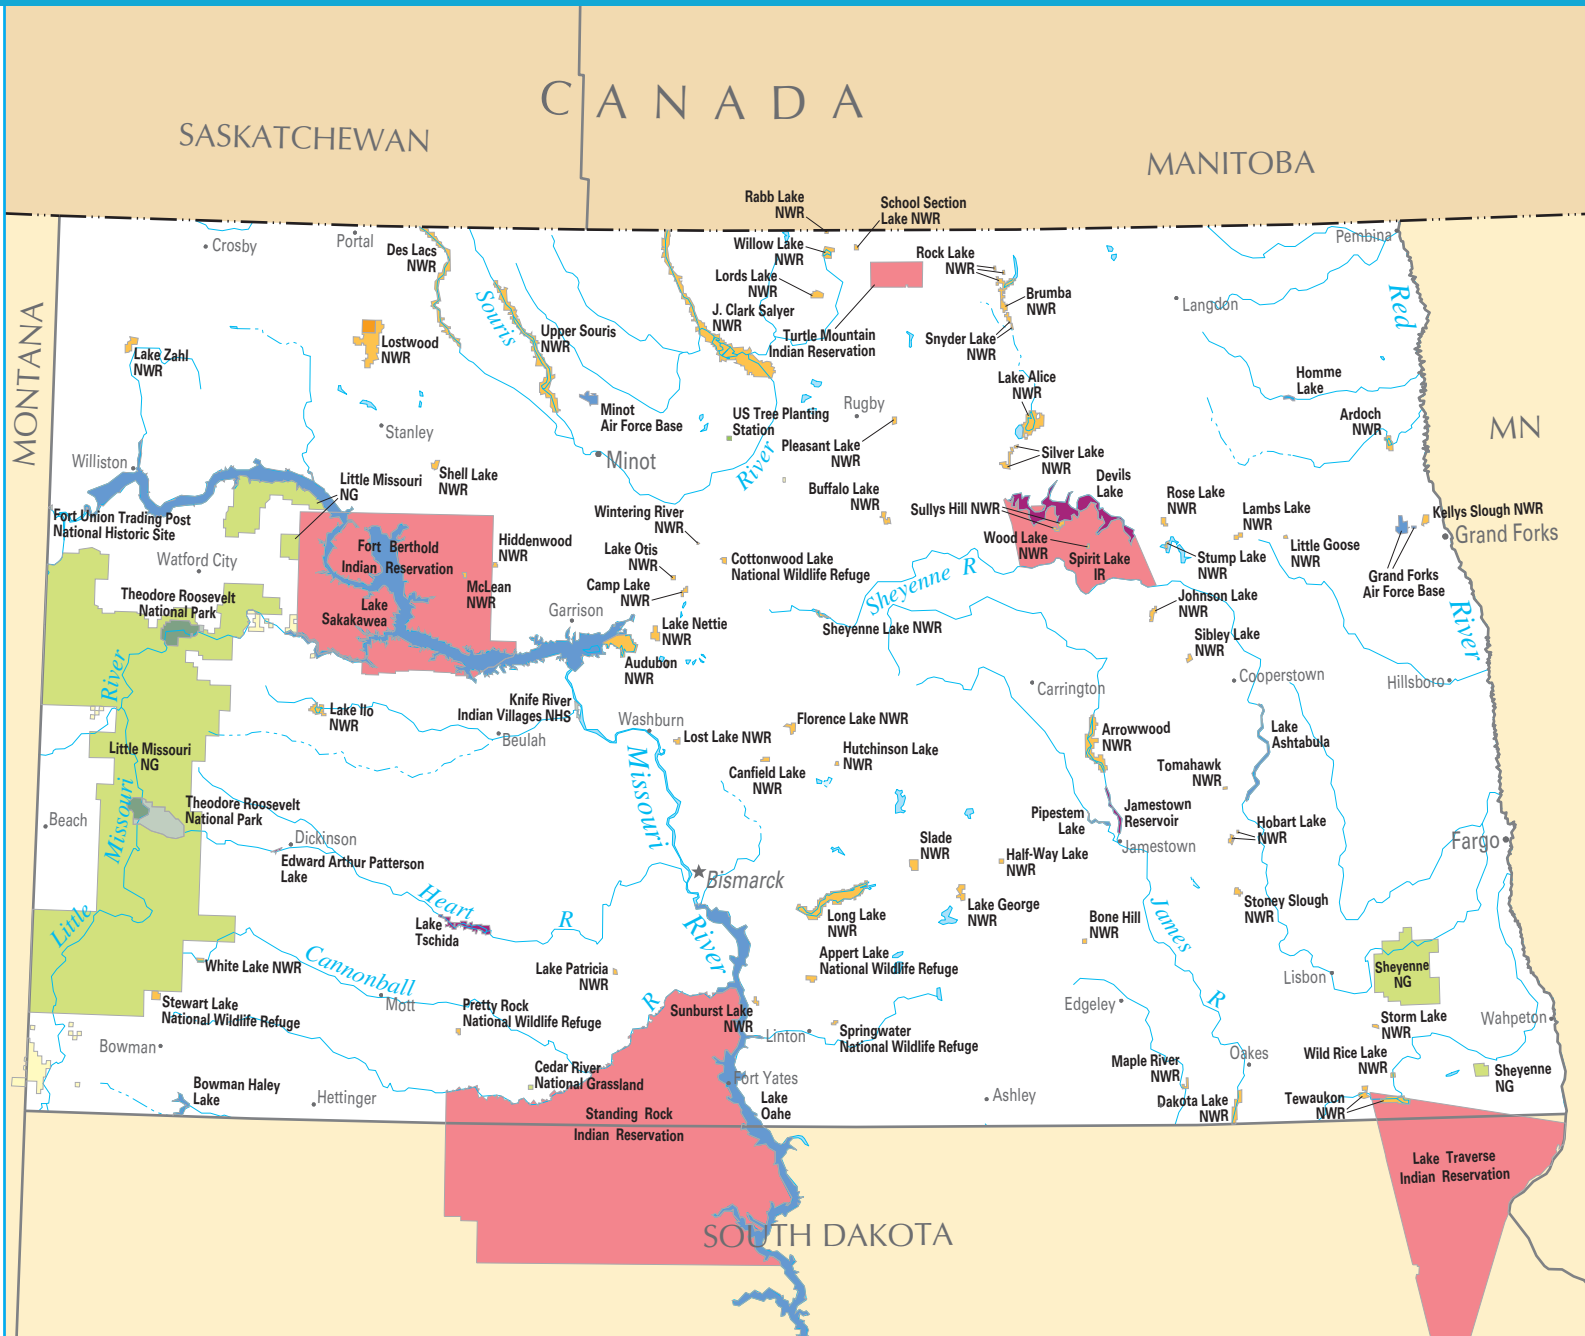 CANADA
SASKATCHEWAN
MANITOBA
Rabb Lake
NWR
School Section
Lake NWR
Crosby
Portal
Des Lacs
NWR
Willow Lake
NWR
Rock Lake
NWR
Pembina
Lords Lake
NWR
Brumba
NWR
Langdon
Red
Souris
J. Clark Salyer
NWR
Upper Souris
NWR
Turtle Mountain
Indian Reservation
Snyder Lake
NWR
MONTANA
Lake Zahl
NWR
Lostwood
NWR
Lake Alice
NWR
Homme
Lake
Minot
Air Force Base
US Tree Planting
Station
Rugby
Ardoch
NWR
MN
Stanley
Pleasant Lake
NWR
Silver Lake
NWR
Williston
Minot
River
Shell Lake
NWR
Little Missouri
NG
Buffalo Lake
NWR
Devils
Lake
Sullys Hill NWR
Rose Lake
NWR
Lambs Lake
NWR
Kellys Slough NWR
Grand Forks
Fort Union Trading Post
National Historic Site
Wintering River
NWR
Wood Lake
NWR
Spirit Lake
IR
Stump Lake
NWR
Little Goose
NWR
Grand Forks
Air Force Base
Watford City
Fort Berthold
Indian Reservation
Hiddenwood
NWR
Lake Otis
NWR
Cottonwood Lake
National Wildlife Refuge
Sheyenne R
Theodore Roosevelt
National Park
McLean
NWR
Camp Lake
NWR
Johnson Lake
NWR
River
Lake
Sakakawea
Garrison
Lake Nettie
NWR
Sheyenne Lake NWR
Sibley Lake
NWR
Audubon
NWR
River
Carrington
Cooperstown
Hillsboro
Lake Ilo
NWR
Knife River
Indian Villages NHS
Washburn
Florence Lake NWR
Lost Lake NWR
Beulah
Hutchinson Lake
NWR
Arrowwood
NWR
Lake
Ashtabula
Little Missouri
NG
Missouri
Canfield Lake
NWR
Tomahawk
NWR
Beach
Missouri
Theodore Roosevelt
National Park
Pipestem
Lake
Jamestown
Reservoir
Hobart Lake
NWR
Dickinson
Slade
NWR
Half-Way Lake
NWR
Jamestown
Fargo
Edward Arthur Patterson
Lake
Bismarck
Heart
R
Lake
Tschida
Long Lake
NWR
Lake George
NWR
Bone Hill
NWR
Stoney Slough
NWR
James
Little
River
Cannonball
White Lake NWR
Lake Patricia
NWR
Appert Lake
National Wildlife Refuge
Lisbon
Sheyenne
NG
Stewart Lake
National Wildlife Refuge
Mott
Pretty Rock
National Wildlife Refuge
R
Sunburst Lake
NWR
Edgeley
R
Storm Lake
NWR
Wahpeton
Bowman
Linton
Springwater
National Wildlife Refuge
Oakes
Wild Rice Lake
NWR
Maple River
NWR
Sheyenne
NG
Bowman Haley
Lake
Hettinger
Cedar River
National Grassland
Fort Yates
Lake
Oahe
Ashley
Dakota Lake
NWR
Tewaukon
NWR
Standing Rock
Indian Reservation
Lake Traverse
Indian Reservation
SOUTH DAKOTA